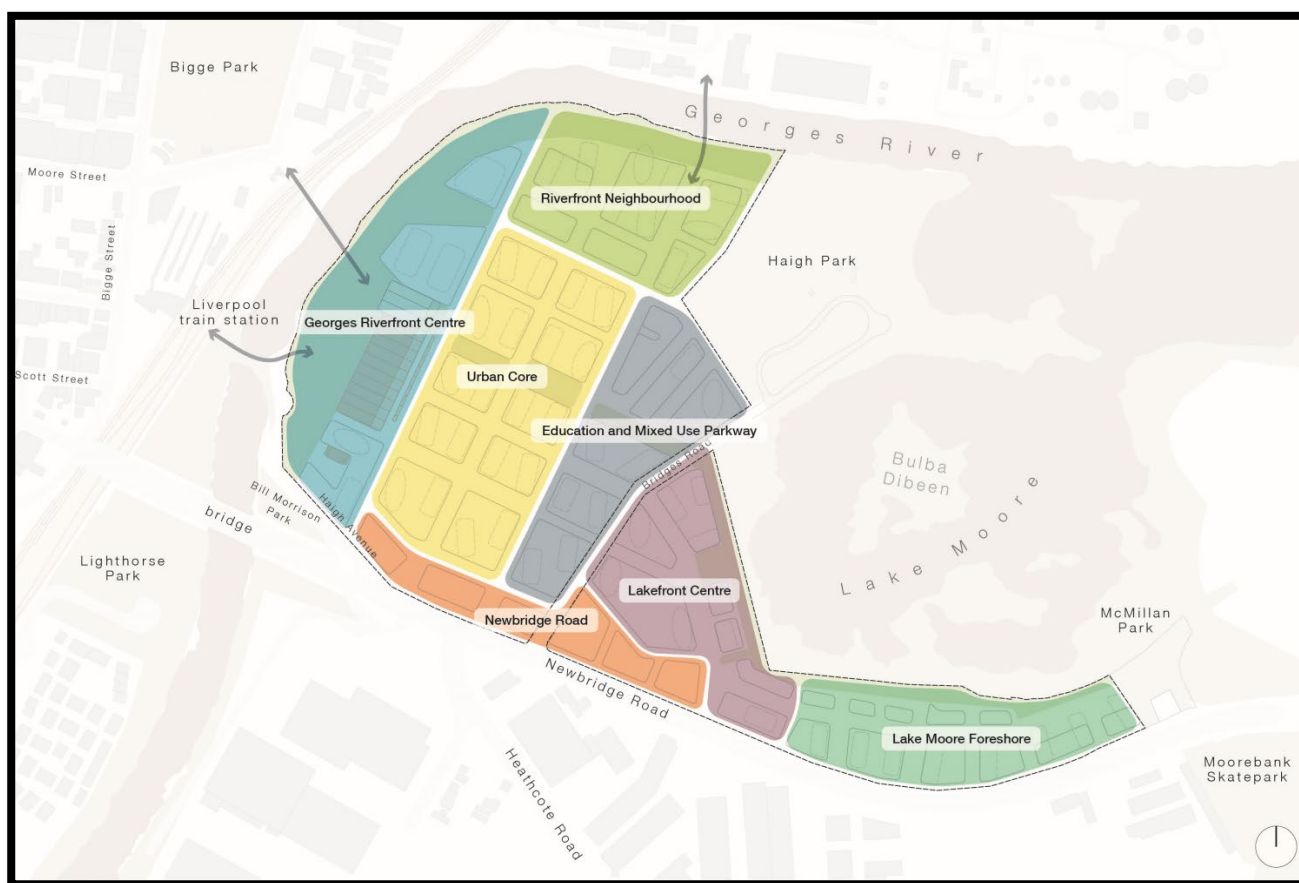 Bigge Park
Georges River
Moore Street
Riverfront Neighbourhood
Bigge Street
Haigh Park
Liverpool
train station
Georges Riverfront Centre
Scott Street
Urban Core
Education and Mixed Use Parkway
Bridges Road
Bulba
Dibeen
Lake Moore
Bill Morrison
Park
Haigh Avenue
bridge
Lighthorse
Park
Lakefront Centre
Newbridge Road
McMillan
Park
Newbridge Road
Lake Moore Foreshore
Heathcote Road
Moorebank
Skatepark